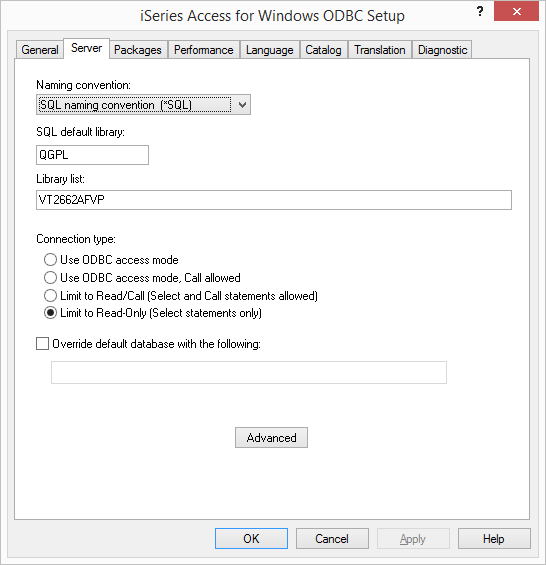 iSeries Access for Windows ODBC Setup
? ×
General Server Packages Performance Language Catalog Translation Diagnostic
Naming convention:
SQL naming convention (*SQL)
SQL default library:
QGPL
Library list:
VT2662AFVP
Connection type:
Use ODBC access mode
Use ODBC access mode, Call allowed
Limit to Read/Call (Select and Call statements allowed)
Limit to Read-Only (Select statements only)
Override default database with the following:
Advanced
OK Cancel Apply Help